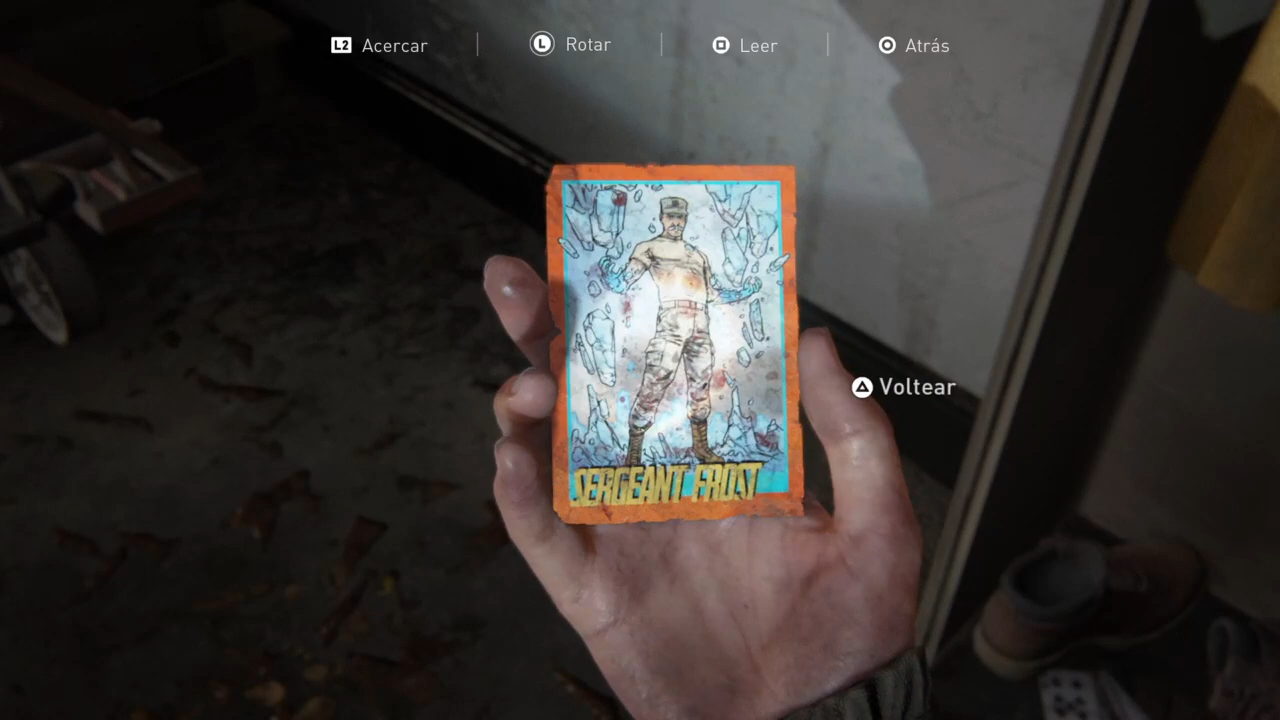 L2 Acercar
L Rotar
Leer
Atrás
Voltear
SERGEANT FROST